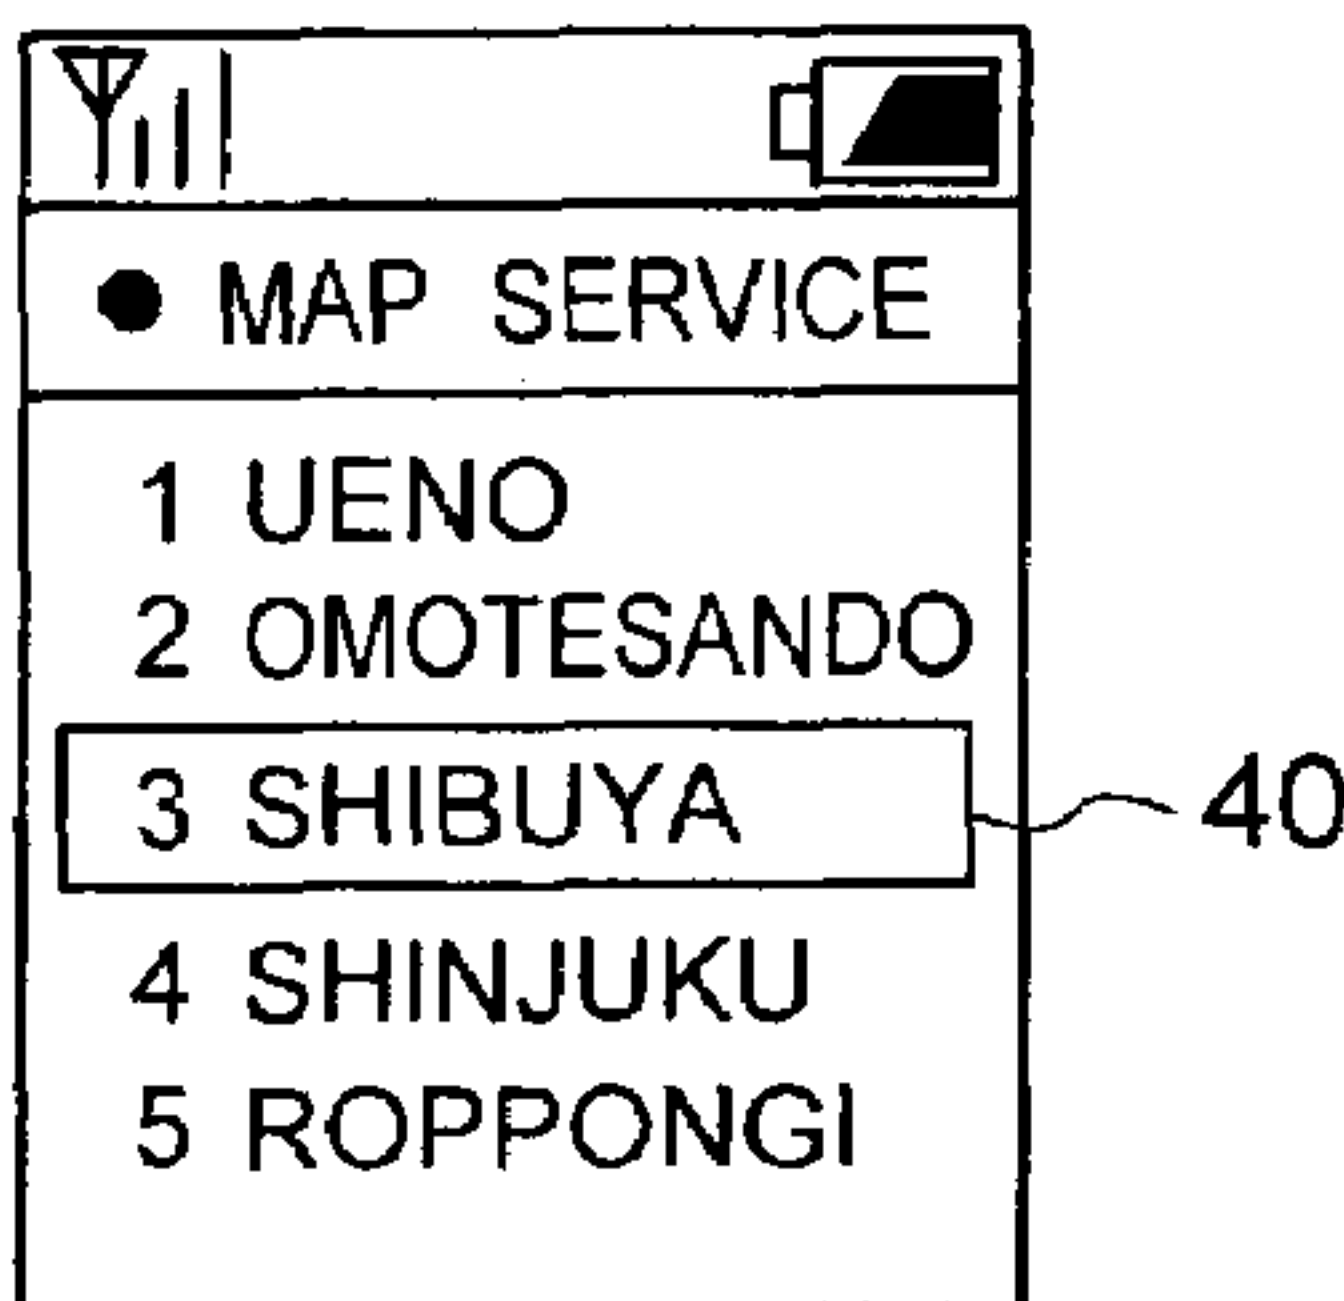 ● MAP SERVICE
1 UENO
2 OMOTESANDO
3 SHIBUYA
40
4 SHINJUKU
5 ROPPONGI